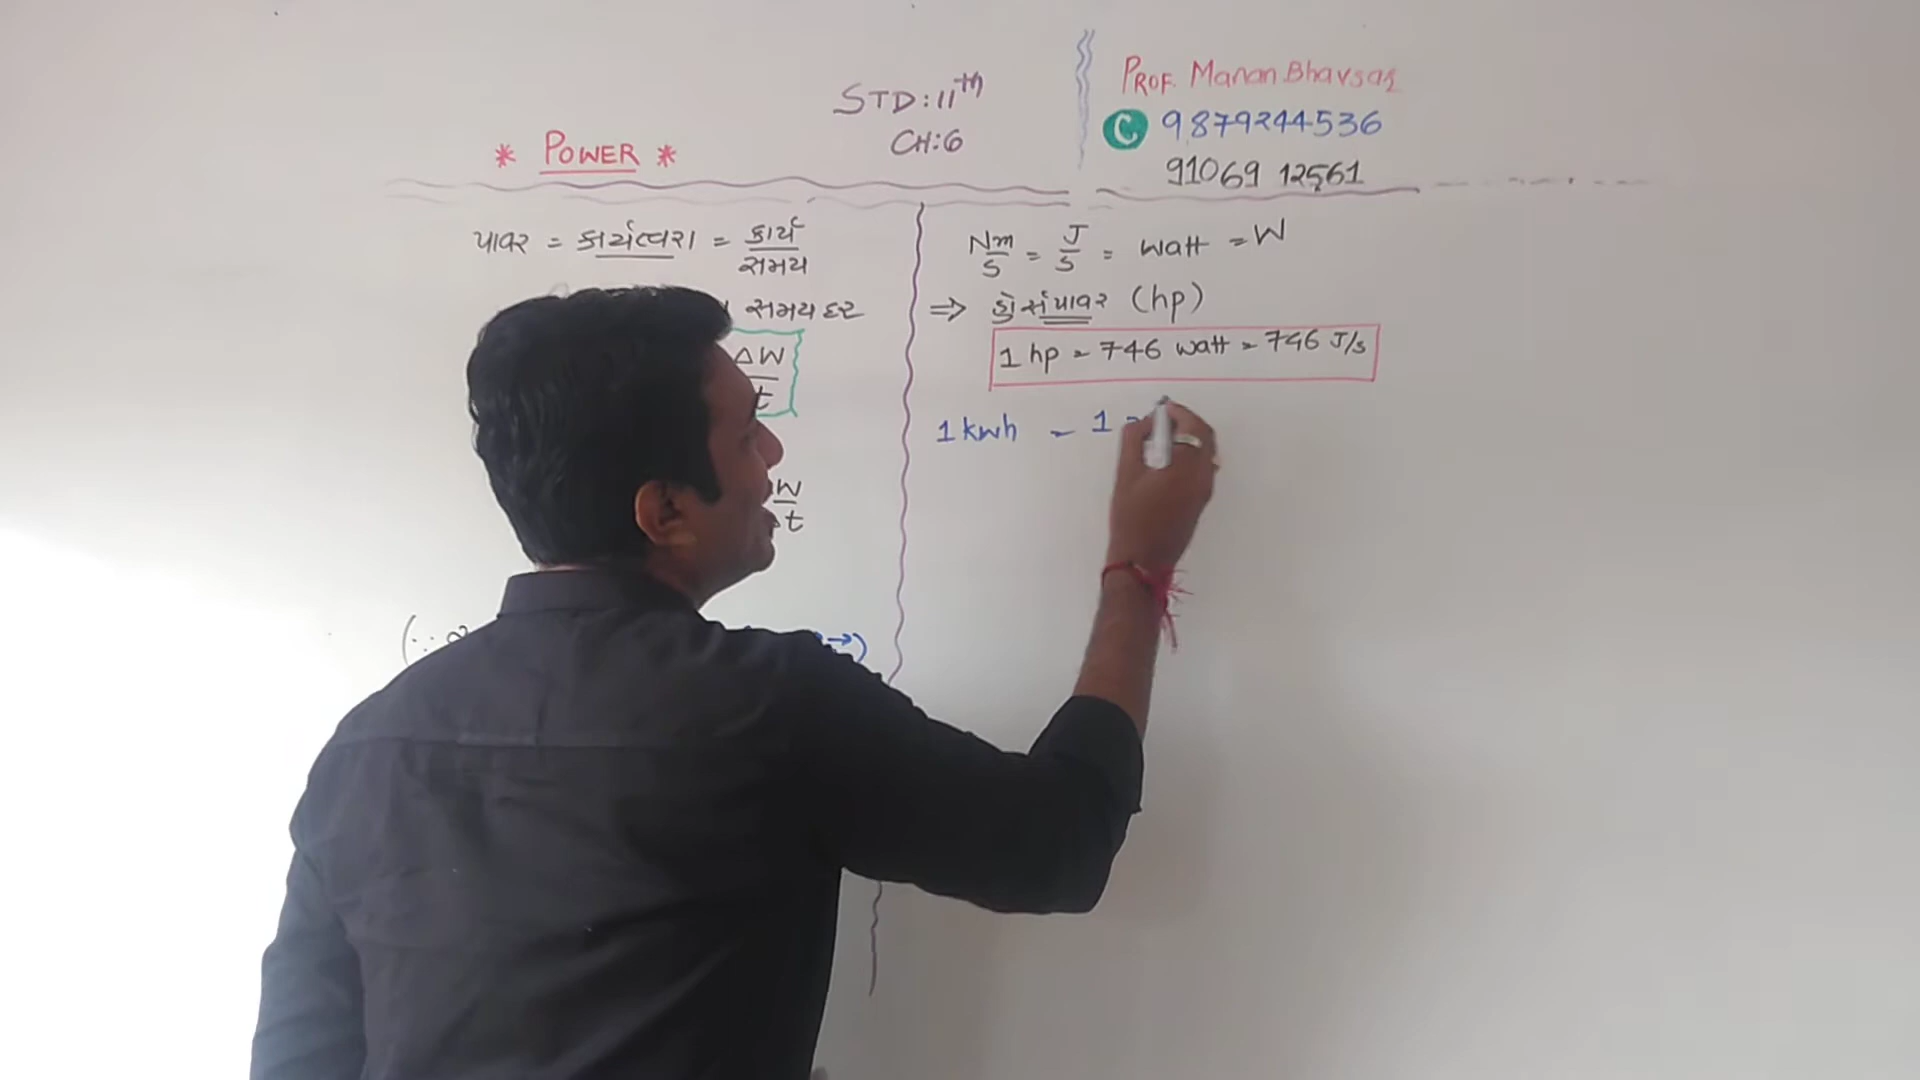 STD:11th
CH:6
* POWER *
PROF. Manan.Bhavsar
C 9879244536
91069 12561
પાવર = કાર્યત્વરા = કાર્ય / સમય
સમય દર
ΔW
t
W
Δt
(∵
Nm/s = J/s = watt = W
⇒ હોર્સપાવર (hp)
1 hp = 746 watt = 746 J/s
1 kwh = 1